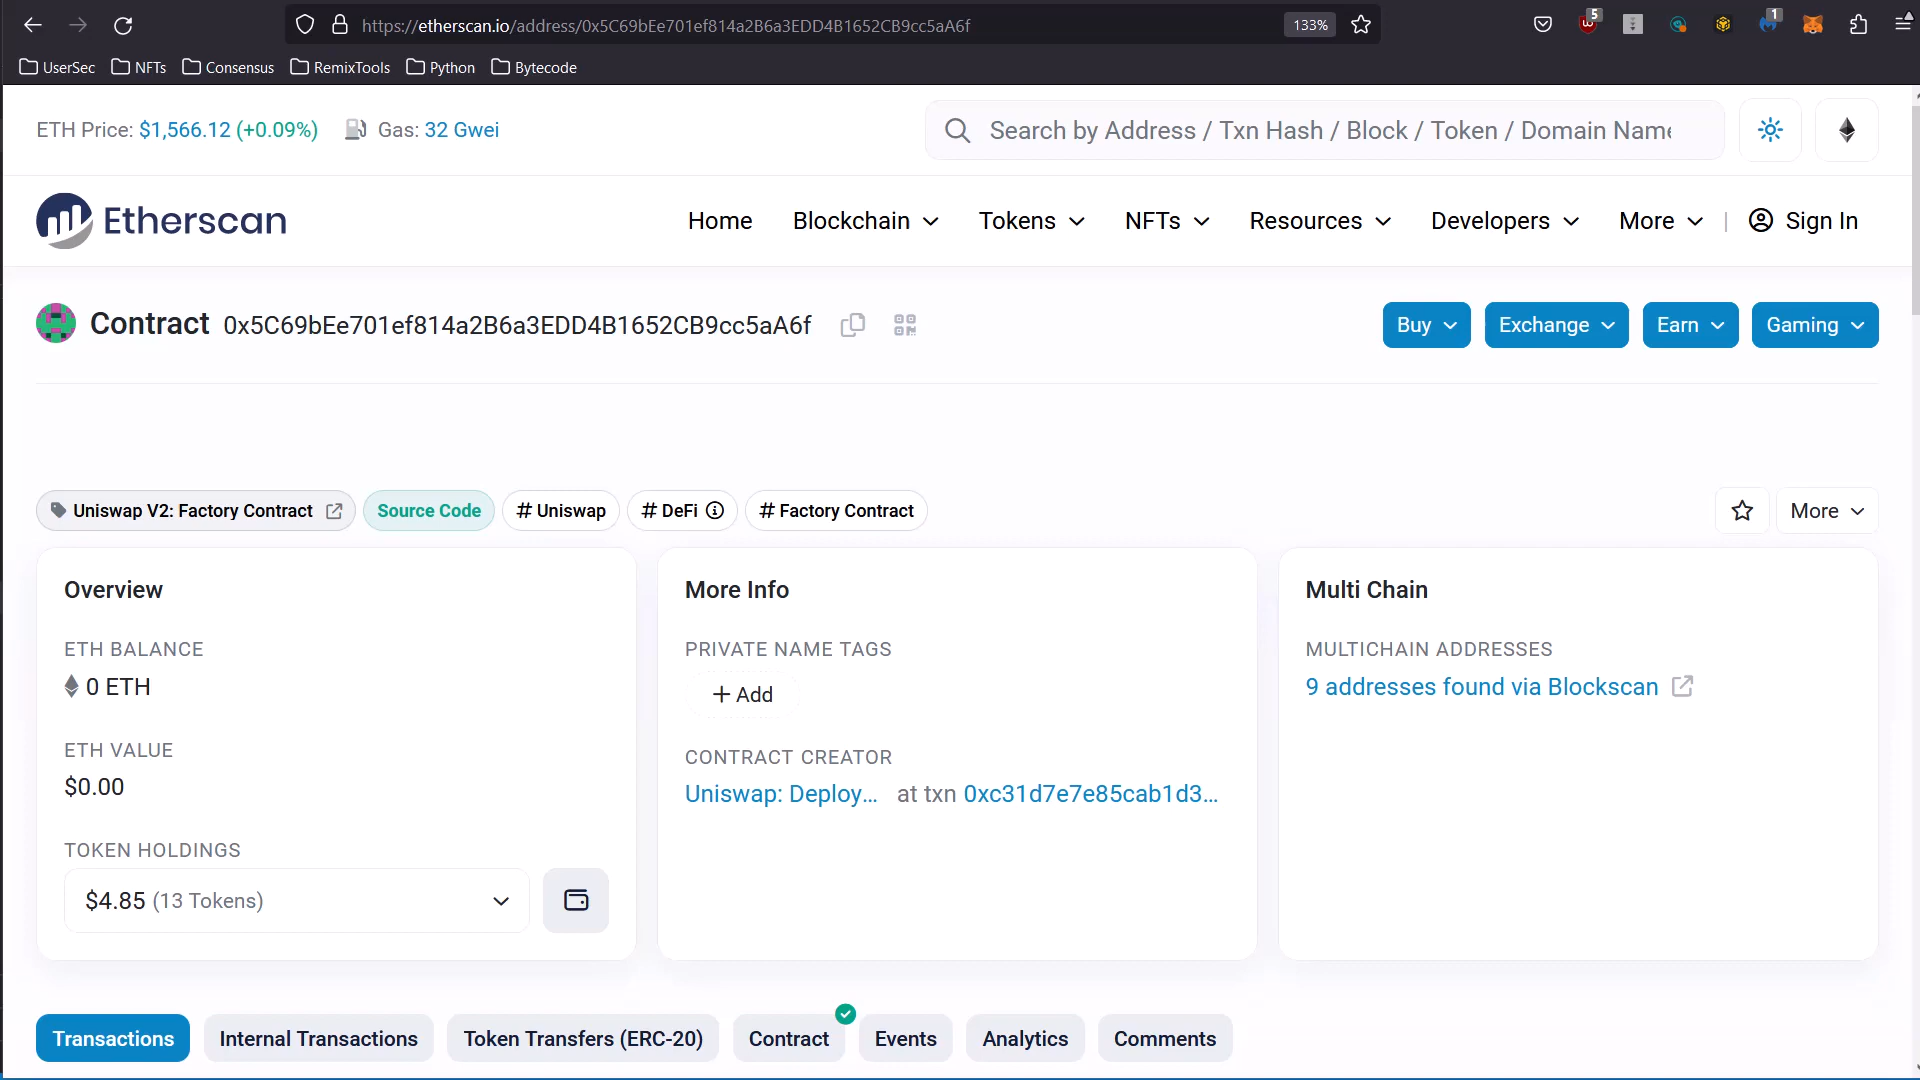 https://etherscan.io/address/0x5C69bEe701ef814a2B6a3EDD4B1652CB9cc5aA6f
133%
5
1
UserSec NFTs Consensus RemixTools Python Bytecode
ETH Price: $1,566.12 (+0.09%) Gas: 32 Gwei
Search by Address / Txn Hash / Block / Token / Domain Name
Etherscan
Home Blockchain Tokens NFTs Resources Developers More | Sign In
Contract 0x5C69bEe701ef814a2B6a3EDD4B1652CB9cc5aA6f
Buy Exchange Earn Gaming
Uniswap V2: Factory Contract Source Code # Uniswap # DeFi # Factory Contract
More
Overview
ETH BALANCE
0 ETH
ETH VALUE
$0.00
TOKEN HOLDINGS
$4.85 (13 Tokens)
More Info
PRIVATE NAME TAGS
+ Add
CONTRACT CREATOR
Uniswap: Deploy... at txn 0xc31d7e7e85cab1d3...
Multi Chain
MULTICHAIN ADDRESSES
9 addresses found via Blockscan
Transactions Internal Transactions Token Transfers (ERC-20) Contract Events Analytics Comments